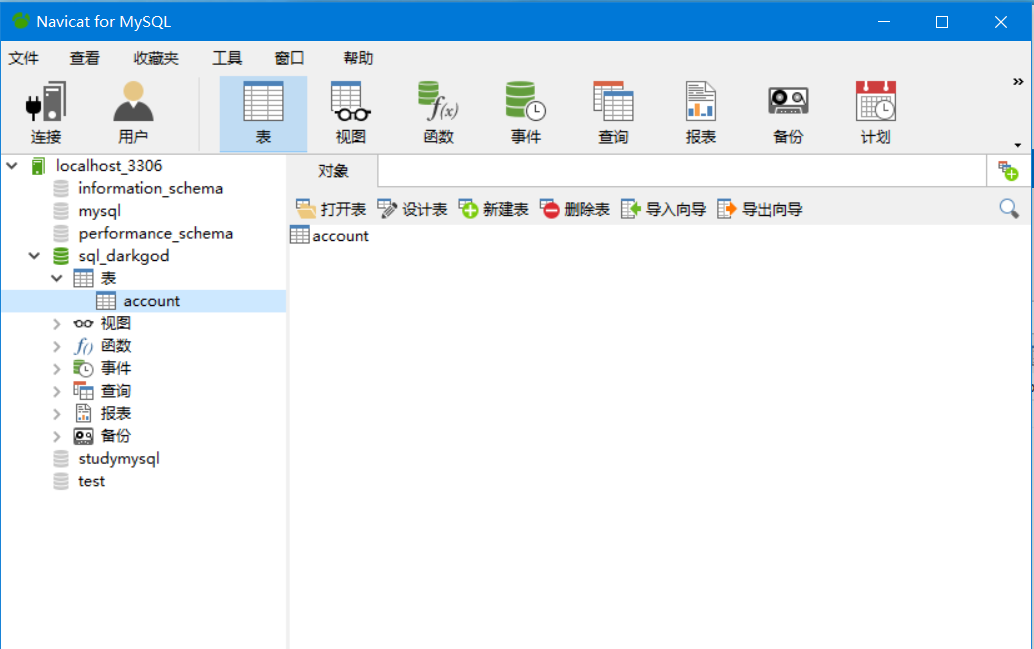 Navicat for MySQL
文件 查看 收藏夹 工具 窗口 帮助
连接 用户 表 视图 函数 事件 查询 报表 备份 计划
localhost_3306
information_schema
mysql
performance_schema
sql_darkgod
表
account
视图
函数
事件
查询
报表
备份
studymysql
test
对象
打开表 设计表 新建表 删除表 导入向导 导出向导
account